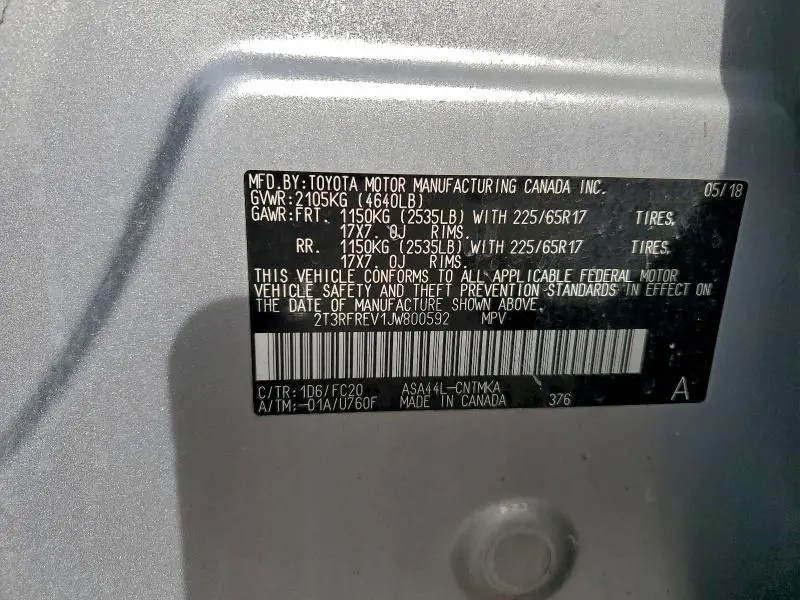 MFD.BY:TOYOTA MOTOR MANUFACTURING CANADA INC. 05/18
GVWR:2105KG (4640LB)
GAWR:FRT. 1150KG (2535LB) WITH 225/65R17 TIRES,
17X7.0J RIMS.
RR. 1150KG (2535LB) WITH 225/65R17 TIRES,
17X7.0J RIMS.
THIS VEHICLE CONFORMS TO ALL APPLICABLE FEDERAL MOTOR
VEHICLE SAFETY AND THEFT PREVENTION STANDARDS IN EFFECT ON
THE DATE OF MANUFACTURE SHOWN ABOVE.
2T3RFREV1JW800592 MPV
C/TR:1D6/FC20 ASA44L-CNTMKA
A/TM:-01A/U760F MADE IN CANADA 376 A